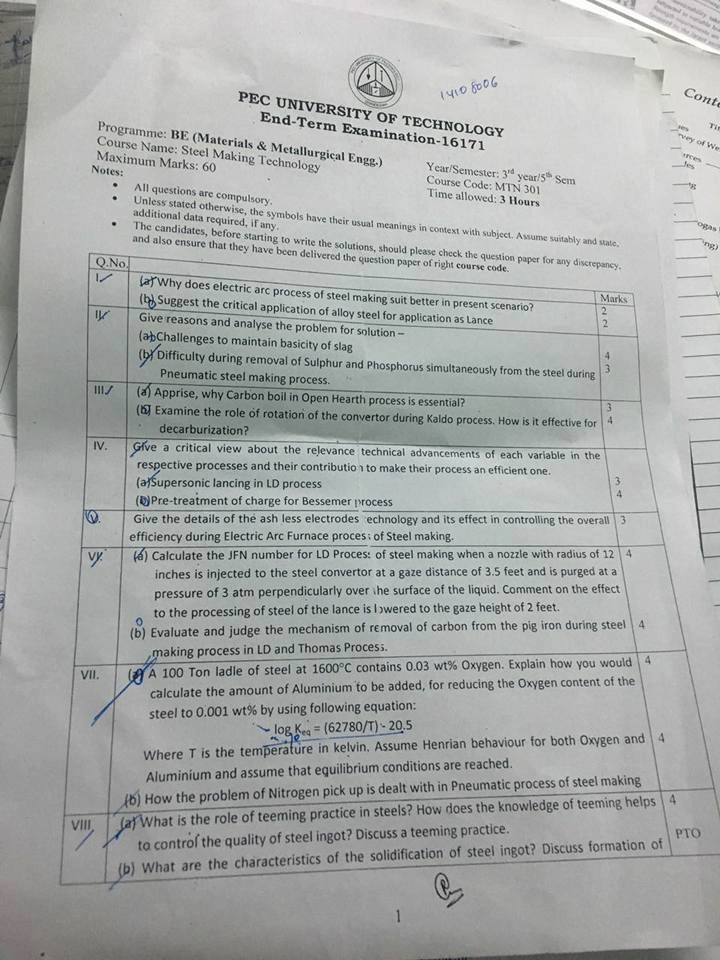 14108006
PEC UNIVERSITY OF TECHNOLOGY
End-Term Examination-16171
Programme: BE (Materials & Metallurgical Engg.)
Course Name: Steel Making Technology
Maximum Marks: 60
Year/Semester: 3rd year/5th Sem
Course Code: MTN 301
Time allowed: 3 Hours
Notes:
• All questions are compulsory.
• Unless stated otherwise, the symbols have their usual meanings in context with subject. Assume suitably and state,
additional data required, if any.
• The candidates, before starting to write the solutions, should please check the question paper for any discrepancy,
and also ensure that they have been delivered the question paper of right course code.
Q.No. Marks
I. (a) Why does electric arc process of steel making suit better in present scenario? 2
(b) Suggest the critical application of alloy steel for application as Lance 2
II. Give reasons and analyse the problem for solution –
(a) Challenges to maintain basicity of slag 4
(b) Difficulty during removal of Sulphur and Phosphorus simultaneously from the steel during 3
Pneumatic steel making process.
III. (a) Apprise, why Carbon boil in Open Hearth process is essential? 3
(b) Examine the role of rotation of the convertor during Kaldo process. How is it effective for 4
decarburization?
IV. Give a critical view about the relevance technical advancements of each variable in the
respective processes and their contribution to make their process an efficient one.
(a) Supersonic lancing in LD process 3
(b) Pre-treatment of charge for Bessemer process 4
V. Give the details of the ash less electrodes technology and its effect in controlling the overall 3
efficiency during Electric Arc Furnace process of Steel making.
VI. (a) Calculate the JFN number for LD Process of steel making when a nozzle with radius of 12 4
inches is injected to the steel convertor at a gaze distance of 3.5 feet and is purged at a
pressure of 3 atm perpendicularly over the surface of the liquid. Comment on the effect
to the processing of steel of the lance is lowered to the gaze height of 2 feet.
(b) Evaluate and judge the mechanism of removal of carbon from the pig iron during steel 4
making process in LD and Thomas Process.
VII. (a) A 100 Ton ladle of steel at 1600°C contains 0.03 wt% Oxygen. Explain how you would 4
calculate the amount of Aluminium to be added, for reducing the Oxygen content of the
steel to 0.001 wt% by using following equation:
log Keq = (62780/T) - 20.5
Where T is the temperature in kelvin. Assume Henrian behaviour for both Oxygen and 4
Aluminium and assume that equilibrium conditions are reached.
(b) How the problem of Nitrogen pick up is dealt with in Pneumatic process of steel making
VIII. (a) What is the role of teeming practice in steels? How does the knowledge of teeming helps 4
to control the quality of steel ingot? Discuss a teeming practice.
(b) What are the characteristics of the solidification of steel ingot? Discuss formation of
PTO
1
Conte